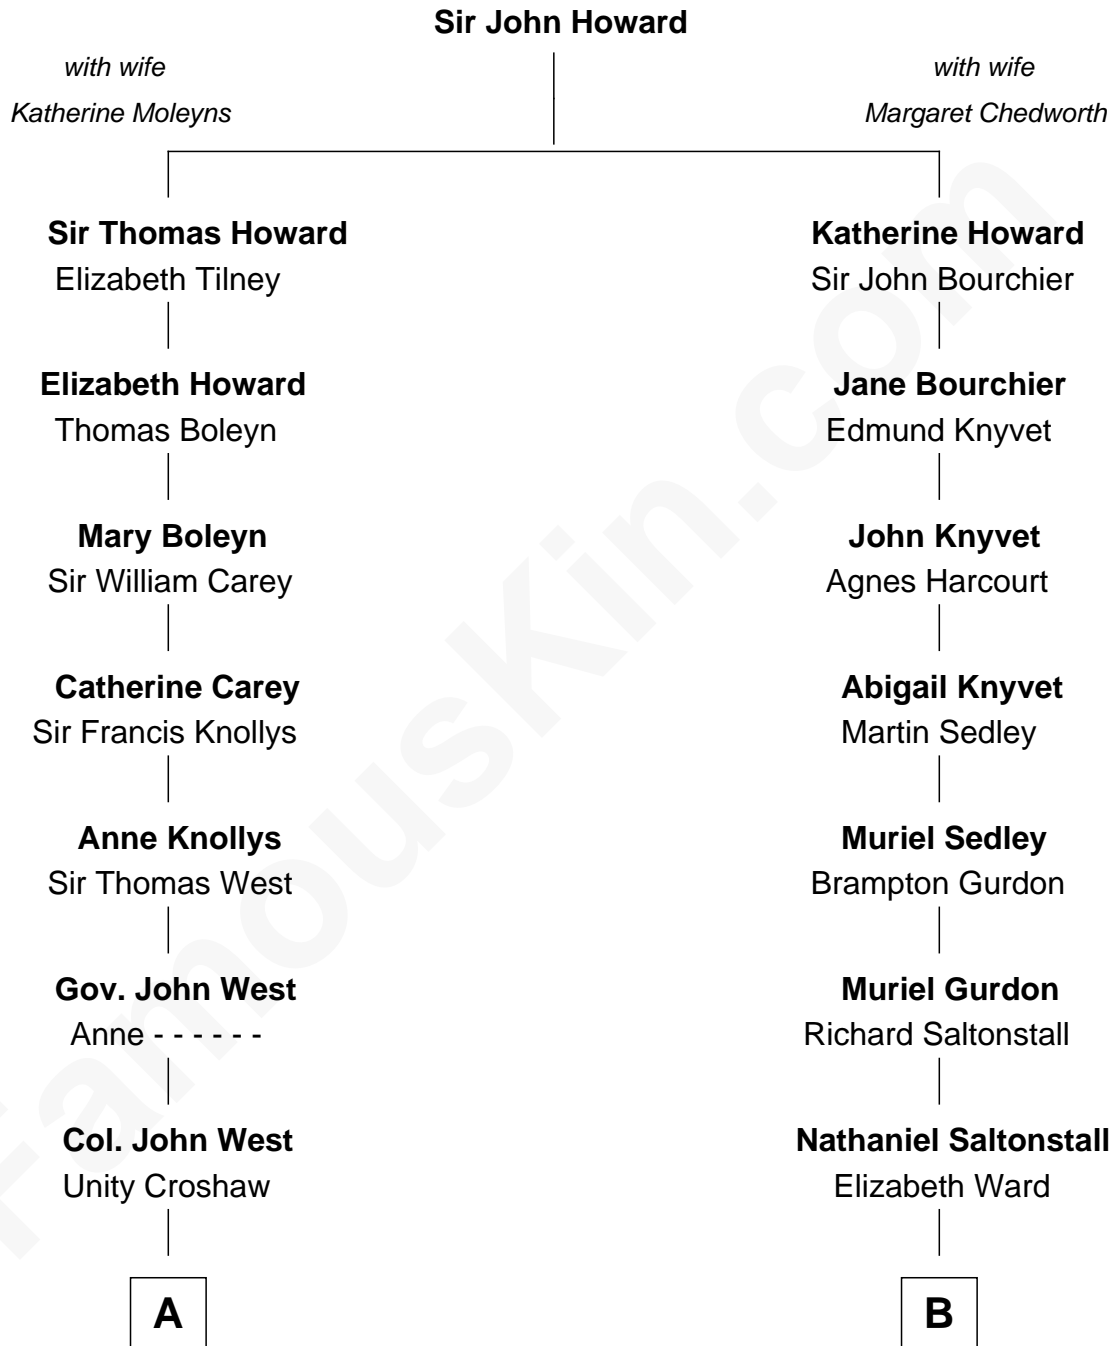 Sir John Howard
with wife
Katherine Moleyns
with wife
Margaret Chedworth
Sir Thomas Howard
Elizabeth Tilney
Katherine Howard
Sir John Bourchier
Elizabeth Howard
Thomas Boleyn
Jane Bourchier
Edmund Knyvet
Mary Boleyn
Sir William Carey
John Knyvet
Agnes Harcourt
Catherine Carey
Sir Francis Knollys
Abigail Knyvet
Martin Sedley
Anne Knollys
Sir Thomas West
Muriel Sedley
Brampton Gurdon
Gov. John West
Anne - - - - - -
Muriel Gurdon
Richard Saltonstall
Col. John West
Unity Croshaw
Nathaniel Saltonstall
Elizabeth Ward
A
B
FamousKin.com